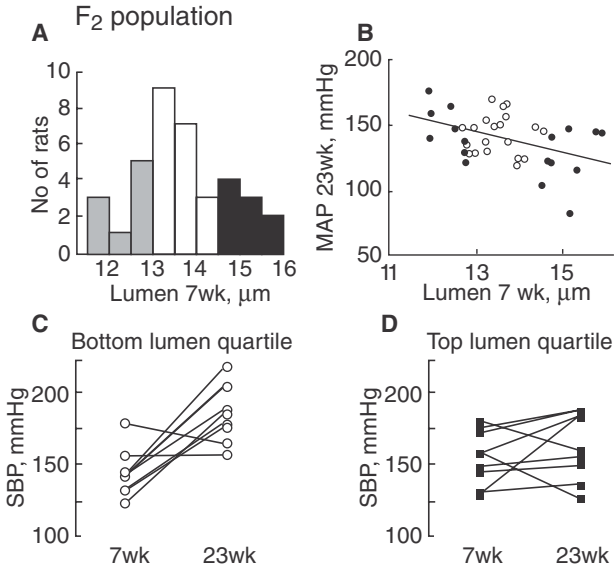 F₂ population
A
No of rats
10
8
6
4
2
0
12 13 14 15 16
Lumen 7wk, µm
B
MAP 23wk, mmHg
200
150
100
50
11 13 15
Lumen 7 wk, µm
C
Bottom lumen quartile
SBP, mmHg
200
150
100
7wk 23wk
D
Top lumen quartile
SBP, mmHg
200
150
100
7wk 23wk